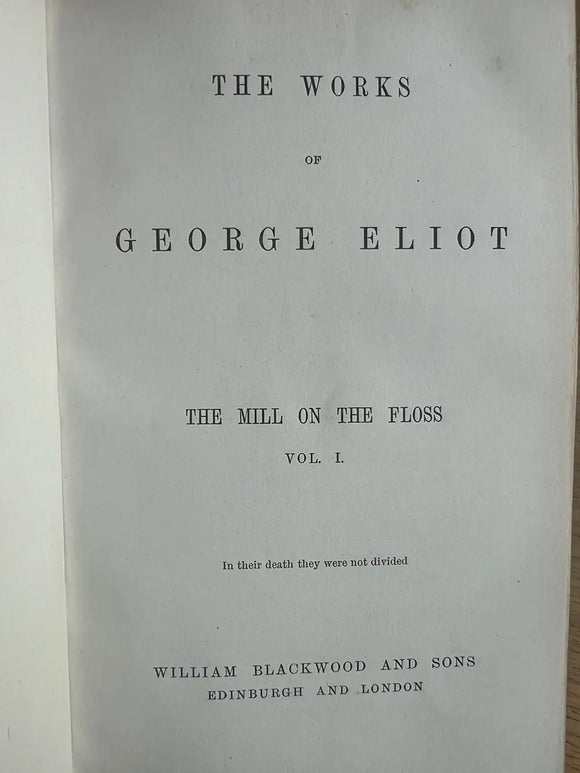 THE WORKS
OF
GEORGE ELIOT
THE MILL ON THE FLOSS
VOL. I.
In their death they were not divided
WILLIAM BLACKWOOD AND SONS
EDINBURGH AND LONDON